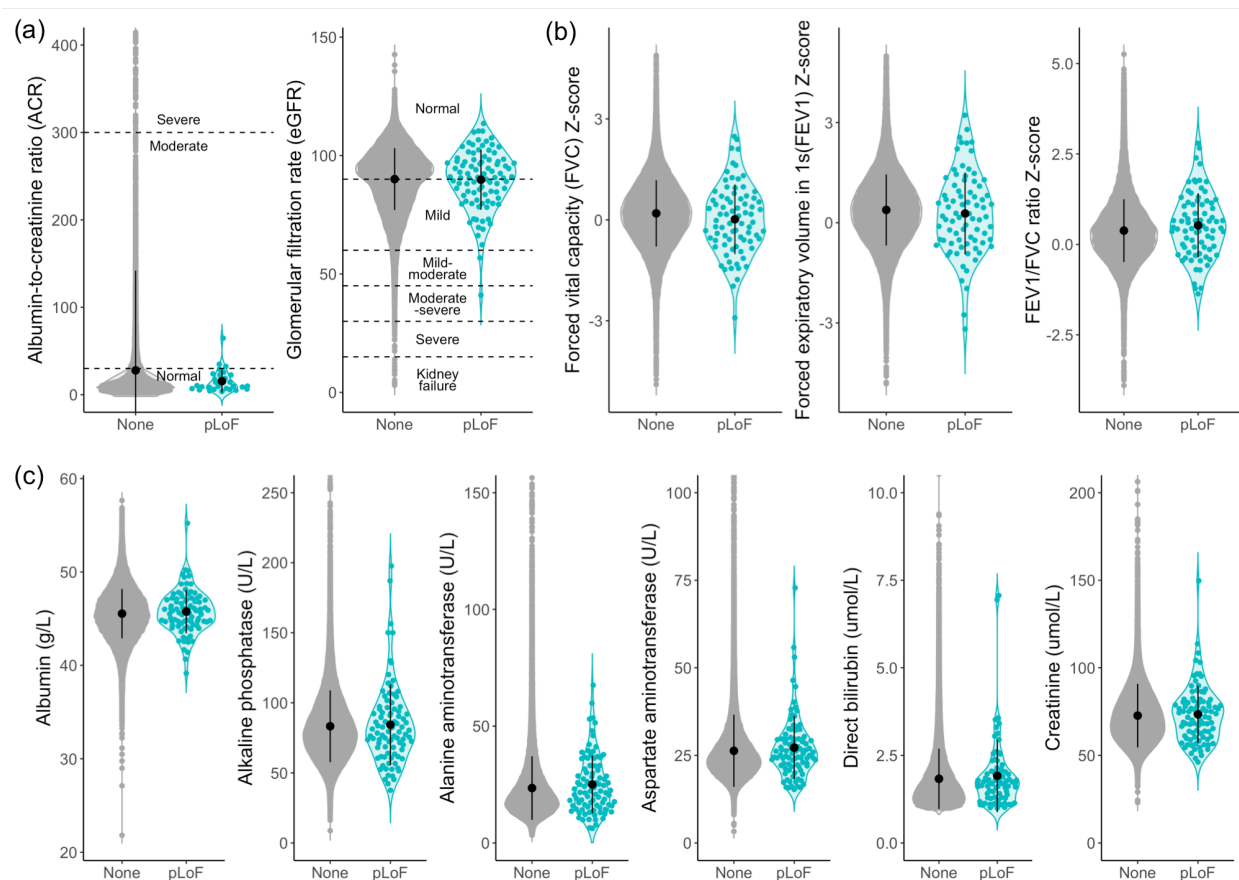 (a)
Albumin-to-creatinine ratio (ACR)
400
300
200
100
0
Severe
Moderate
Normal
None
pLoF
Glomerular filtration rate (eGFR)
150
100
50
0
Normal
Mild
Mild-
moderate
Moderate
-severe
Severe
Kidney
failure
None
pLoF
(b)
Forced vital capacity (FVC) Z-score
3
0
-3
None
pLoF
Forced expiratory volume in 1s(FEV1) Z-score
3
0
-3
None
pLoF
FEV1/FVC ratio Z-score
5.0
2.5
0.0
-2.5
None
pLoF
(c)
Albumin (g/L)
60
50
40
30
20
None
pLoF
Alkaline phosphatase (U/L)
250
200
150
100
50
0
None
pLoF
Alanine aminotransferase (U/L)
150
100
50
0
None
pLoF
Aspartate aminotransferase (U/L)
100
75
50
25
0
None
pLoF
Direct bilirubin (umol/L)
10.0
7.5
5.0
2.5
0.0
None
pLoF
Creatinine (umol/L)
200
150
100
50
0
None
pLoF